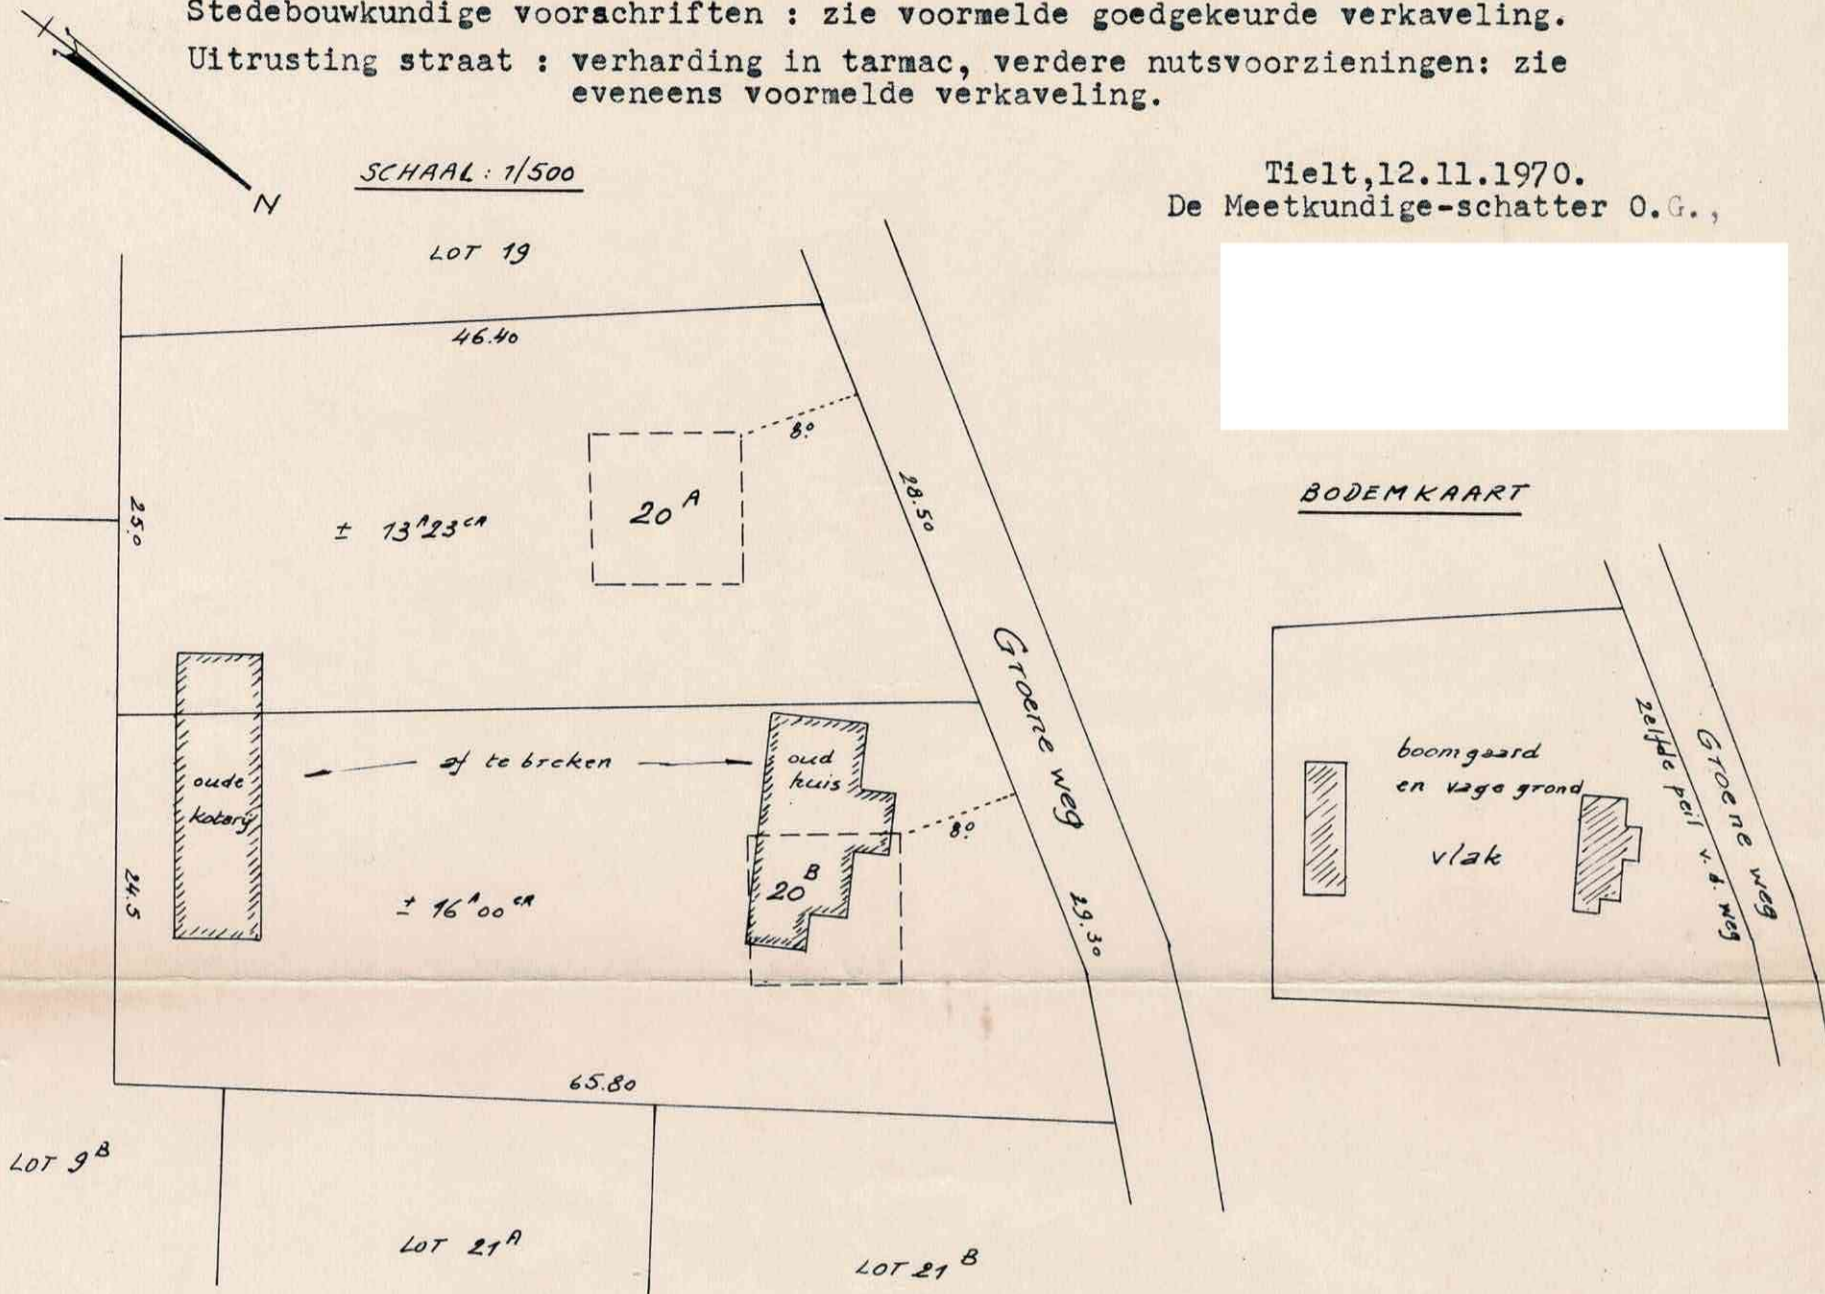 Stedebouwkundige voorschriften : zie voormelde goedgekeurde verkaveling.
Uitrusting straat : verharding in tarmac, verdere nutsvoorzieningen: zie
eveneens voormelde verkaveling.
N
SCHAAL: 1/500
Tielt,12.11.1970.
De Meetkundige-schatter O.G.,
LOT 19
46.40
8⁰
28.50
25.0
± 13ᴬ23ᶜᴬ
20ᴬ
Groene weg
oude
koterij
af te breken
oud
huis
8⁰
24.5
± 16ᴬ00ᶜᴬ
20ᴮ
29.30
65.80
LOT 9ᴮ
LOT 21ᴬ
LOT 21ᴮ
BODEMKAART
boomgaard
en vage grond
vlak
zelfde peil v.d. weg
Groene weg